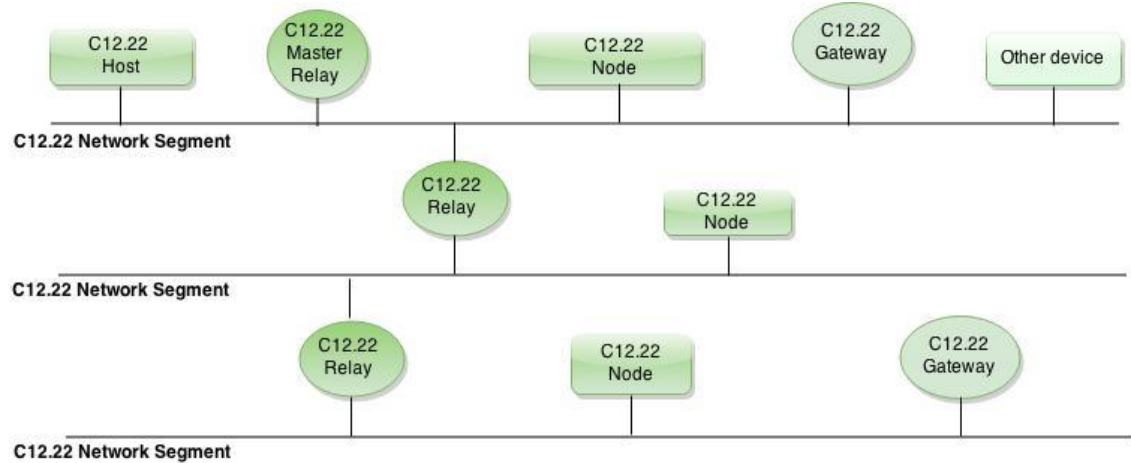 C12.22
Host
C12.22
Master
Relay
C12.22
Node
C12.22
Gateway
Other device
C12.22 Network Segment
C12.22
Relay
C12.22
Node
C12.22 Network Segment
C12.22
Relay
C12.22
Node
C12.22
Gateway
C12.22 Network Segment